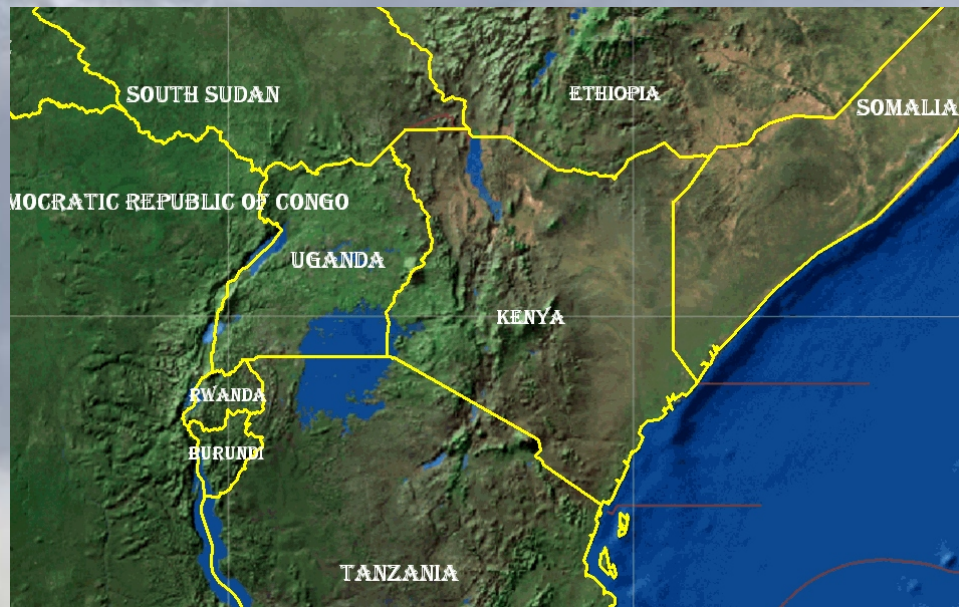 SOUTH SUDAN
ETHIOPIA
SOMALIA
MOCRATIC REPUBLIC OF CONGO
UGANDA
KENYA
RWANDA
BURUNDI
TANZANIA